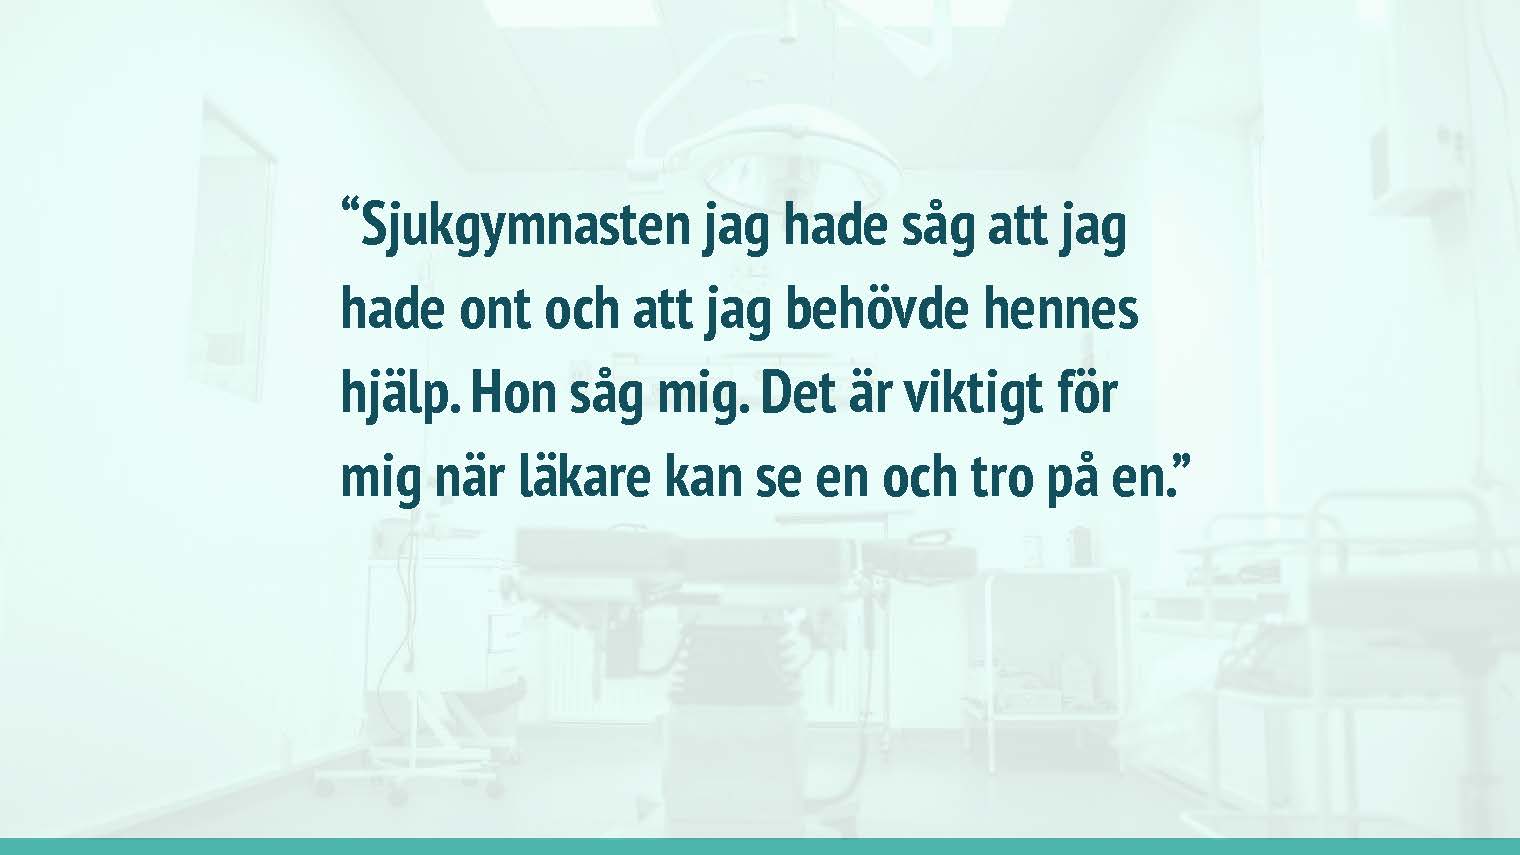 “Sjukgymnasten jag hade såg att jag
hade ont och att jag behövde hennes
hjälp. Hon såg mig. Det är viktigt för
mig när läkare kan se en och tro på en.”